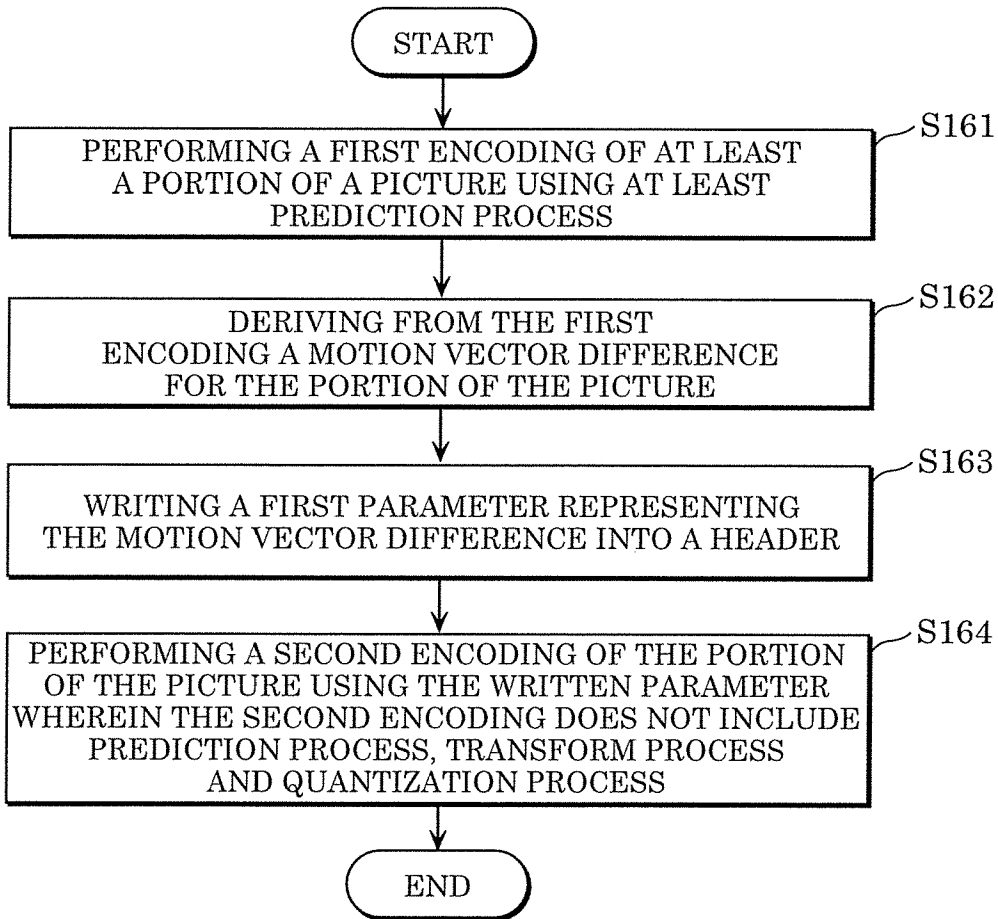 START
S161
PERFORMING A FIRST ENCODING OF AT LEAST
A PORTION OF A PICTURE USING AT LEAST
PREDICTION PROCESS
S162
DERIVING FROM THE FIRST
ENCODING A MOTION VECTOR DIFFERENCE
FOR THE PORTION OF THE PICTURE
S163
WRITING A FIRST PARAMETER REPRESENTING
THE MOTION VECTOR DIFFERENCE INTO A HEADER
S164
PERFORMING A SECOND ENCODING OF THE PORTION
OF THE PICTURE USING THE WRITTEN PARAMETER
WHEREIN THE SECOND ENCODING DOES NOT INCLUDE
PREDICTION PROCESS, TRANSFORM PROCESS
AND QUANTIZATION PROCESS
END